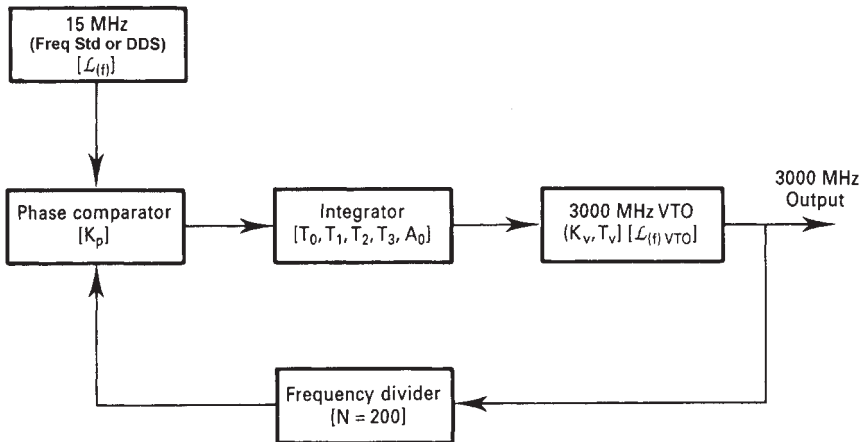 15 MHz
(Freq Std or DDS)
[ℒ(f)]
Phase comparator
[Kp]
Integrator
[T0, T1, T2, T3, A0]
3000 MHz VTO
(Kv, Tv] [ℒ(f) VTO]
3000 MHz
Output
Frequency divider
[N = 200]